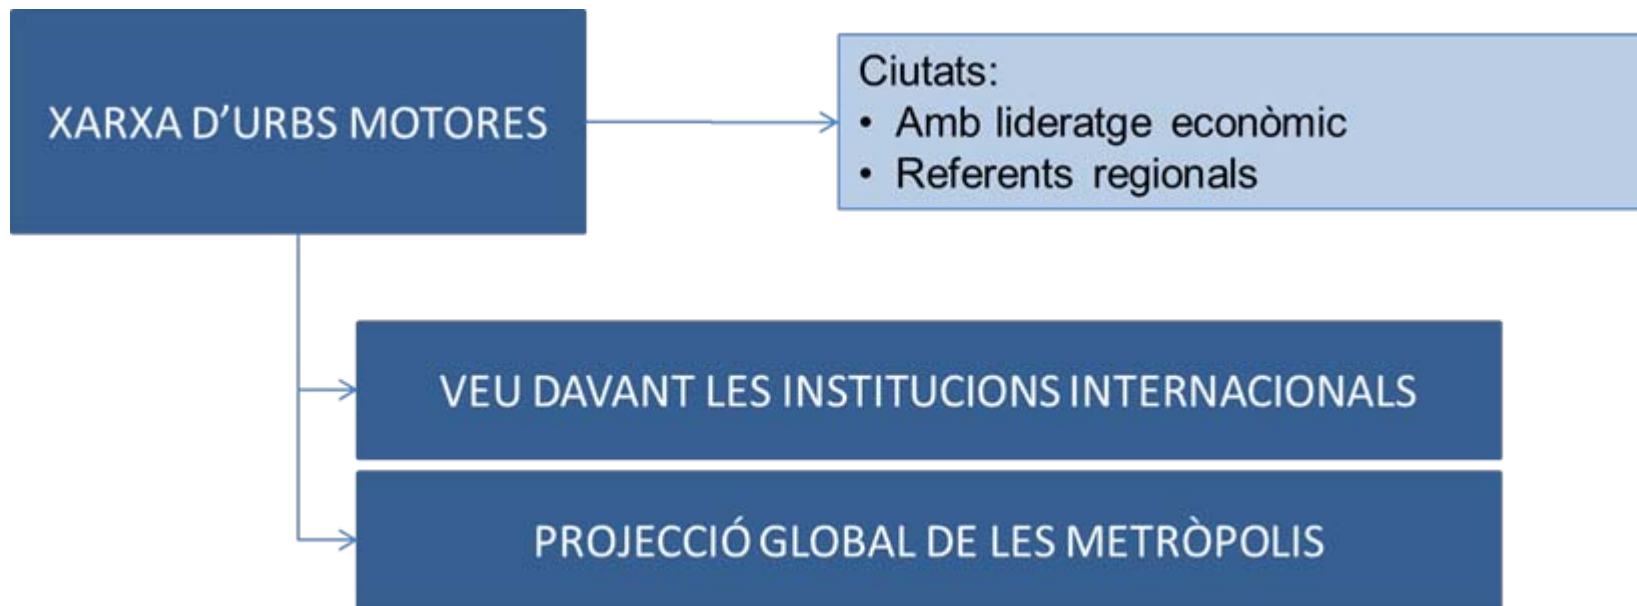 XARXA D’URBS MOTORES
Ciutats:
• Amb lideratge econòmic
• Referents regionals
VEU DAVANT LES INSTITUCIONS INTERNACIONALS
PROJECCIÓ GLOBAL DE LES METRÒPOLIS